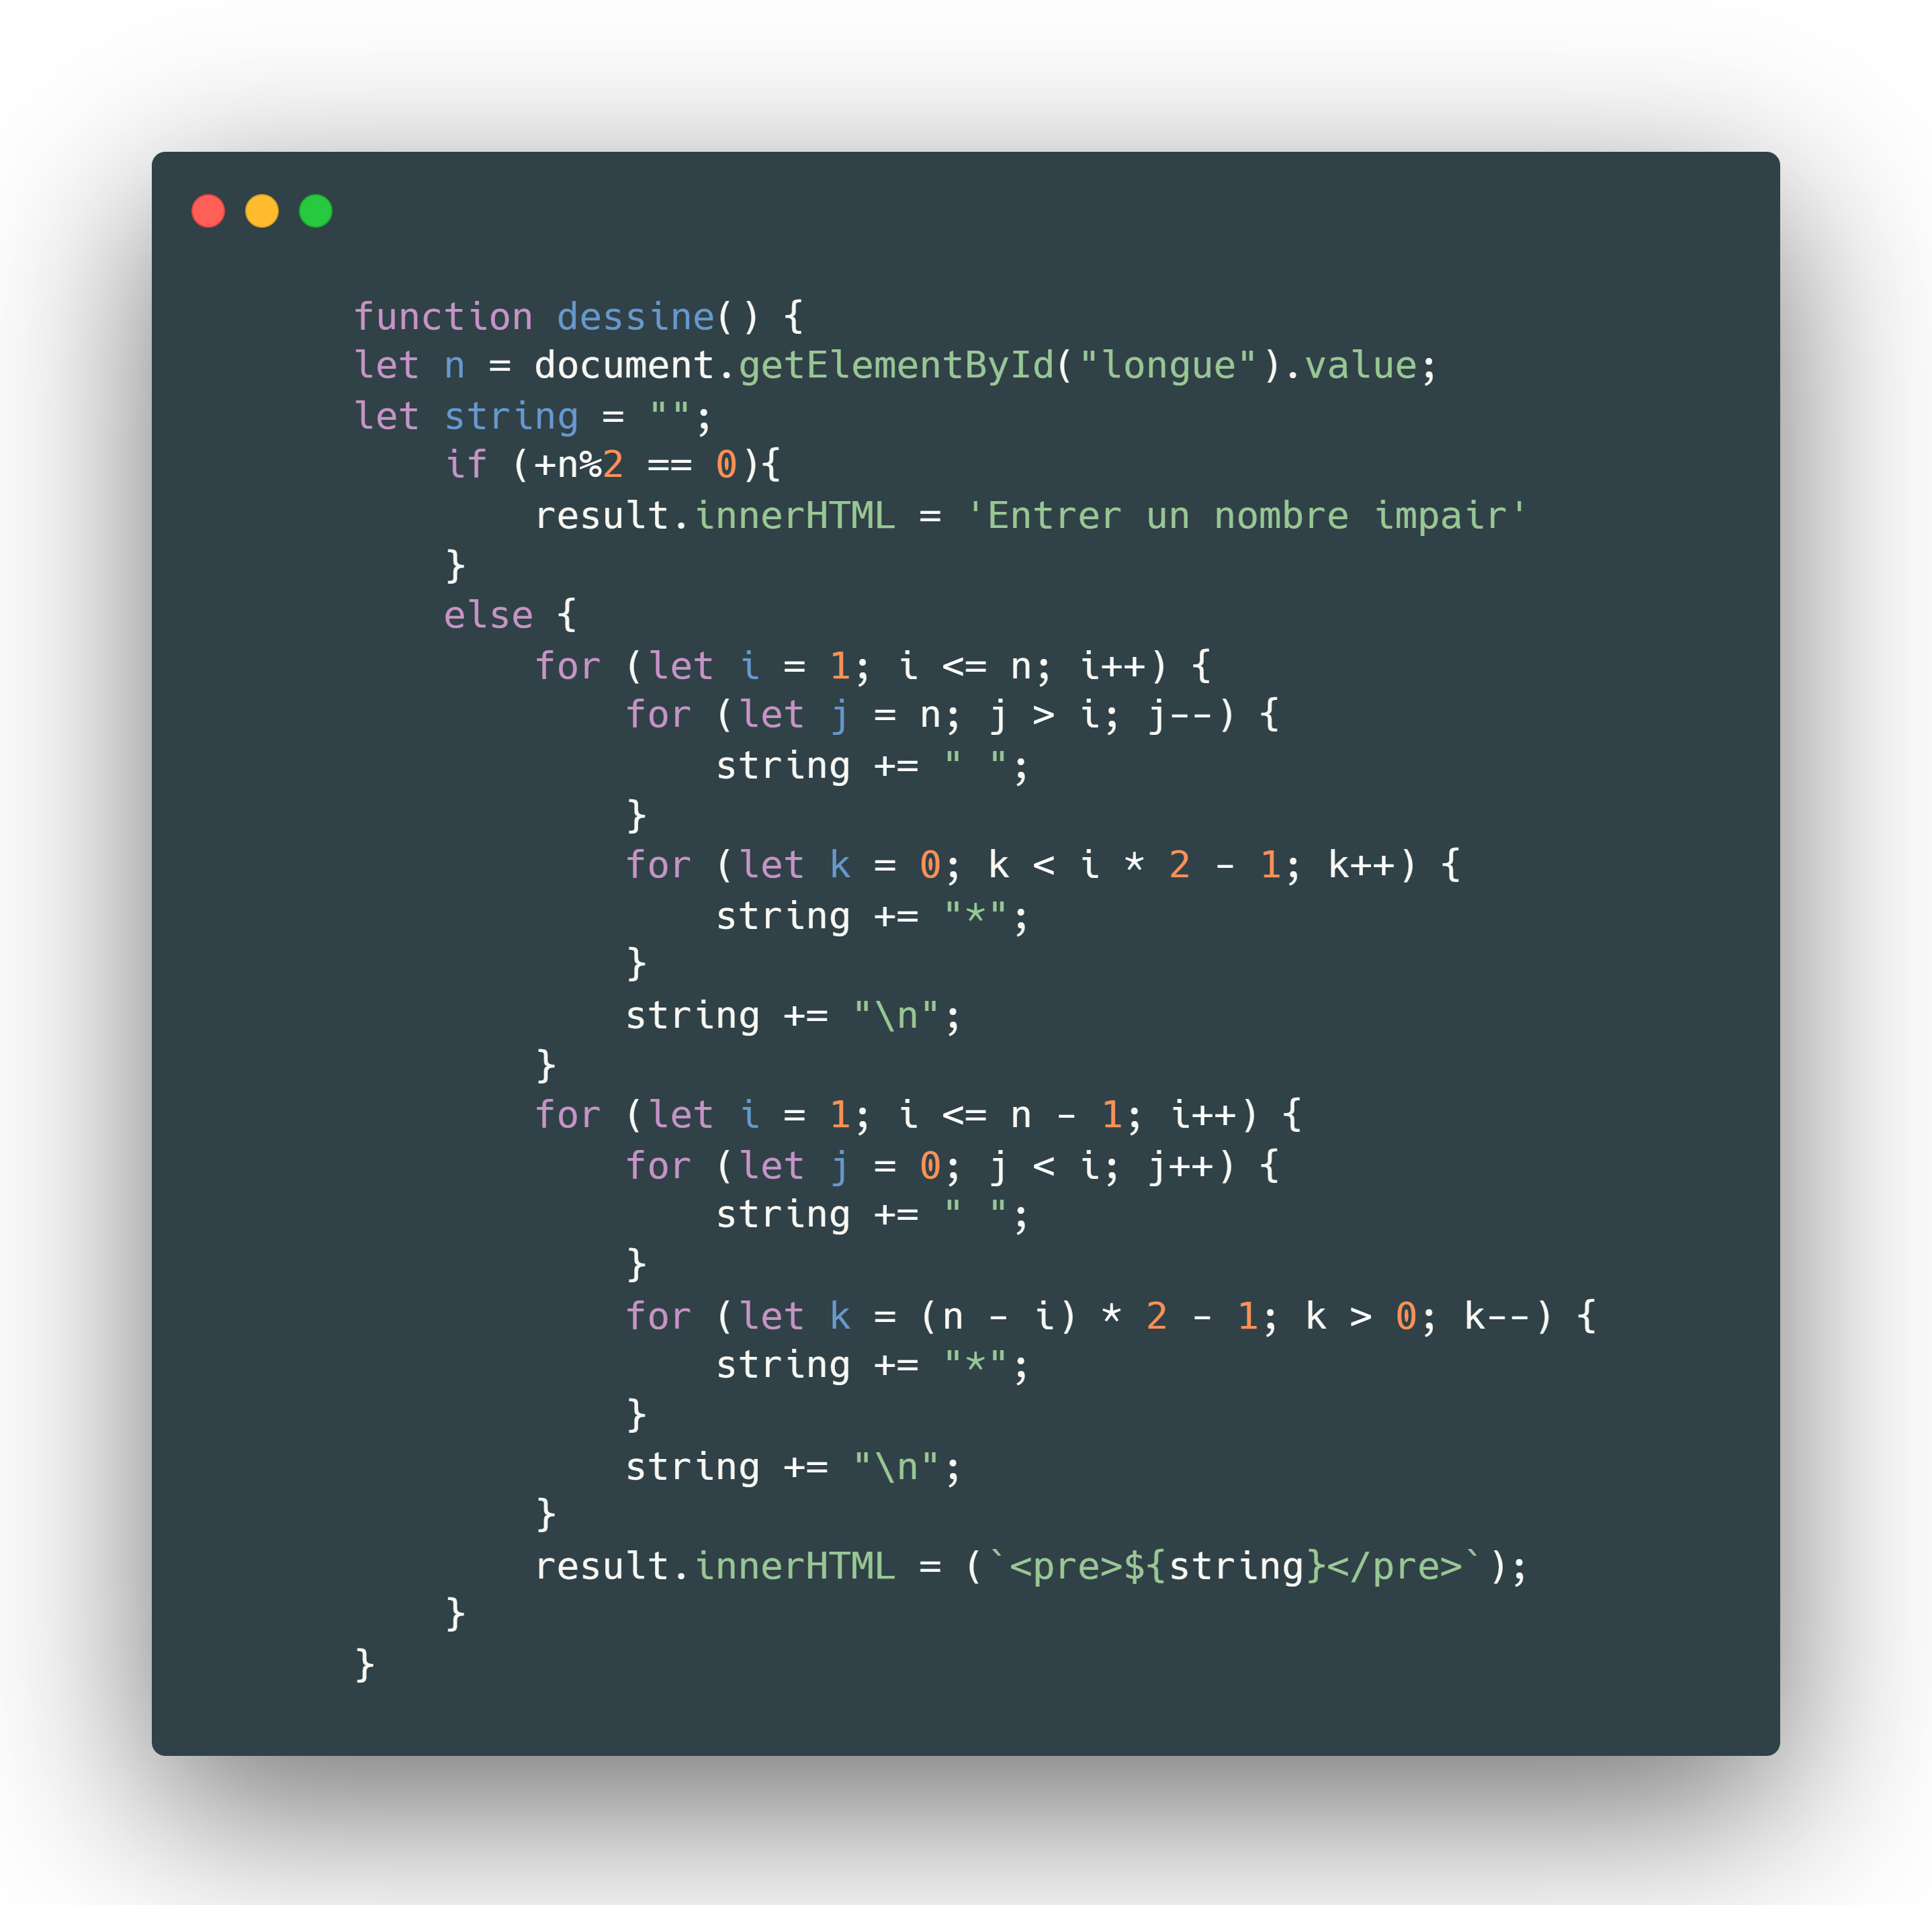 function dessine() {
let n = document.getElementById("longue").value;
let string = "";
    if (+n%2 == 0){
        result.innerHTML = 'Entrer un nombre impair'
    }
    else {
        for (let i = 1; i <= n; i++) {
            for (let j = n; j > i; j--) {
                string += " ";
            }
            for (let k = 0; k < i * 2 - 1; k++) {
                string += "*";
            }
            string += "\n";
        }
        for (let i = 1; i <= n - 1; i++) {
            for (let j = 0; j < i; j++) {
                string += " ";
            }
            for (let k = (n - i) * 2 - 1; k > 0; k--) {
                string += "*";
            }
            string += "\n";
        }
        result.innerHTML = (`<pre>${string}</pre>`);
    }
}